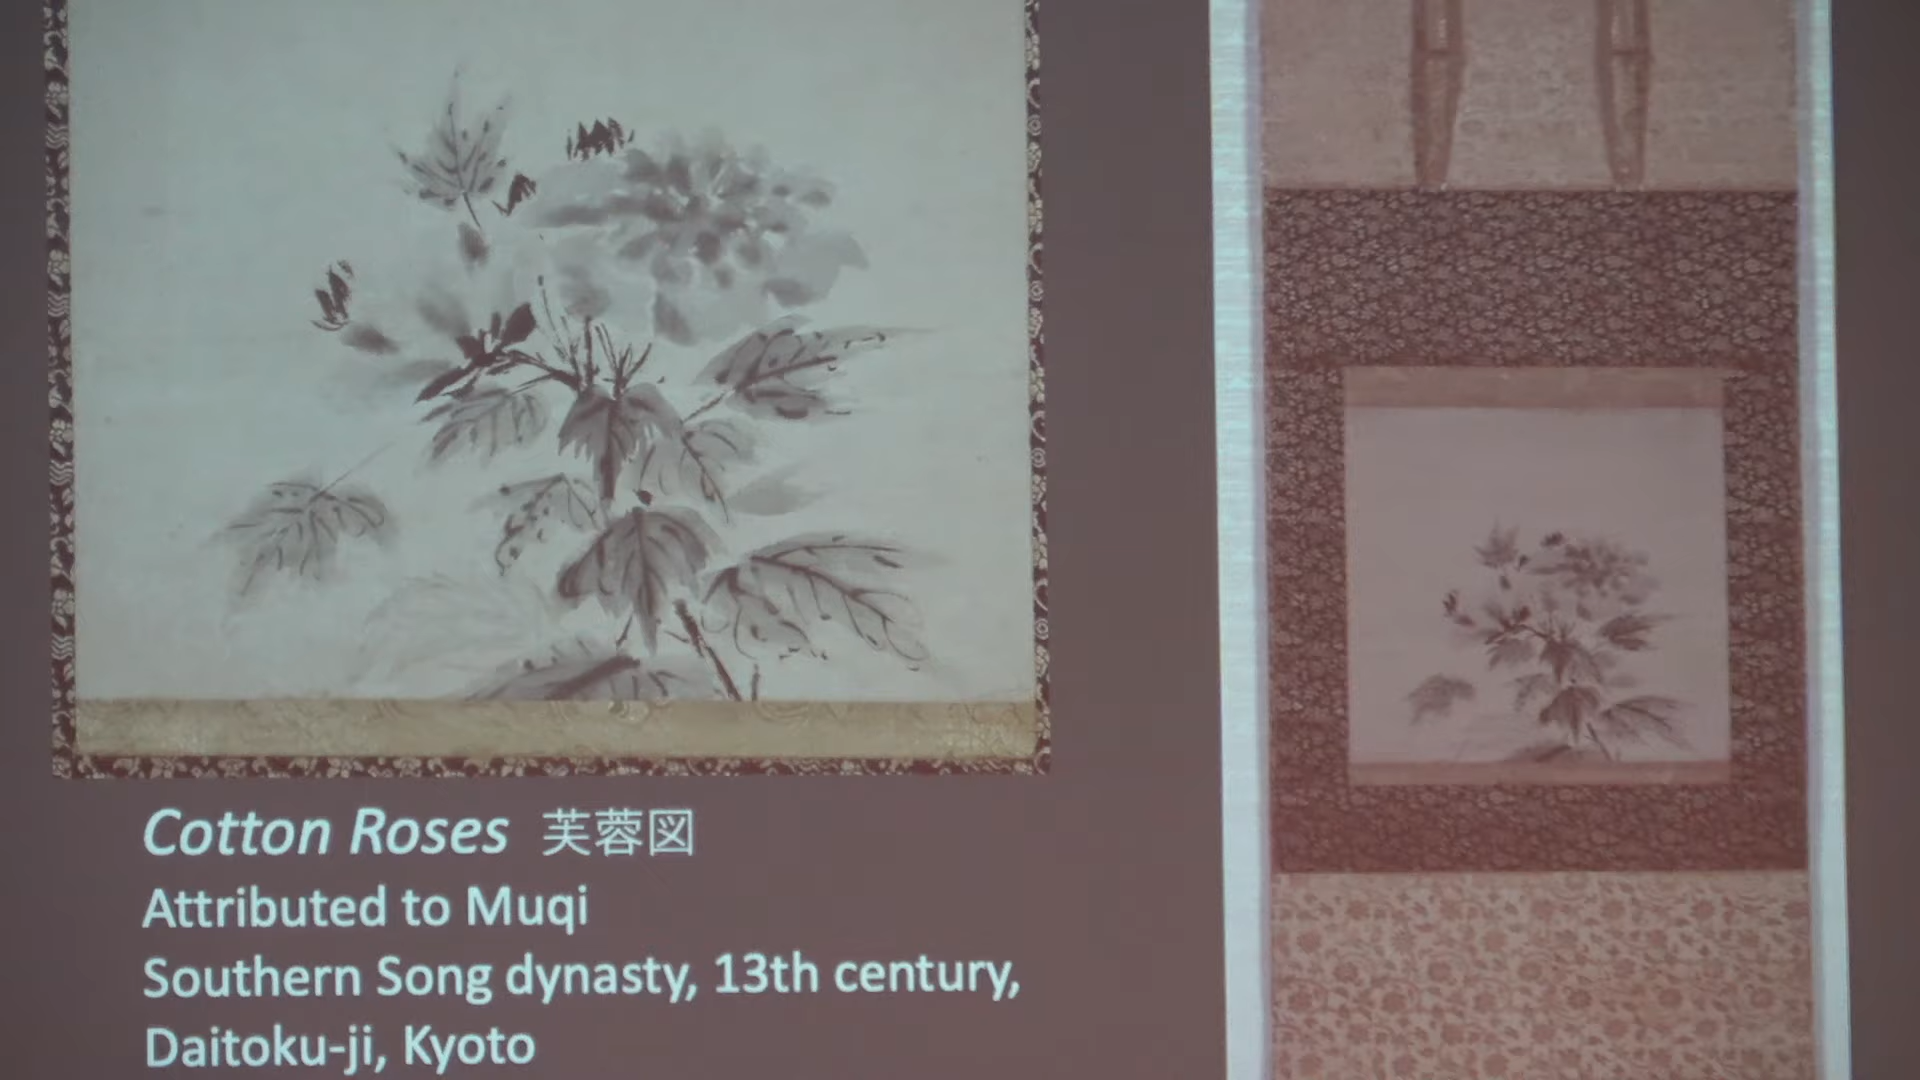 Cotton Roses 芙蓉図
Attributed to Muqi
Southern Song dynasty, 13th century,
Daitoku-ji, Kyoto